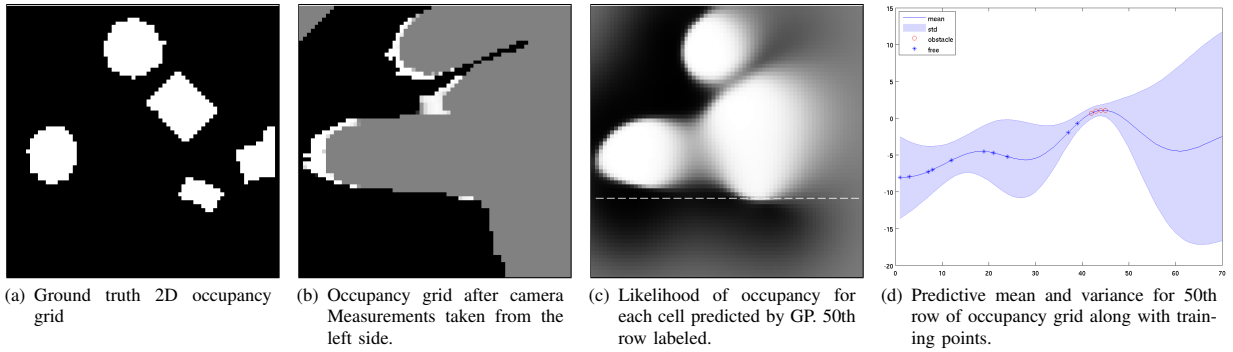 15
10
5
0
-5
-10
-15
-20
0
10
20
30
40
50
60
70
mean
std
obstacle
free
(a) Ground truth 2D occupancy
grid
(b) Occupancy grid after camera
Measurements taken from the
left side.
(c) Likelihood of occupancy for
each cell predicted by GP. 50th
row labeled.
(d) Predictive mean and variance for 50th
row of occupancy grid along with train-
ing points.